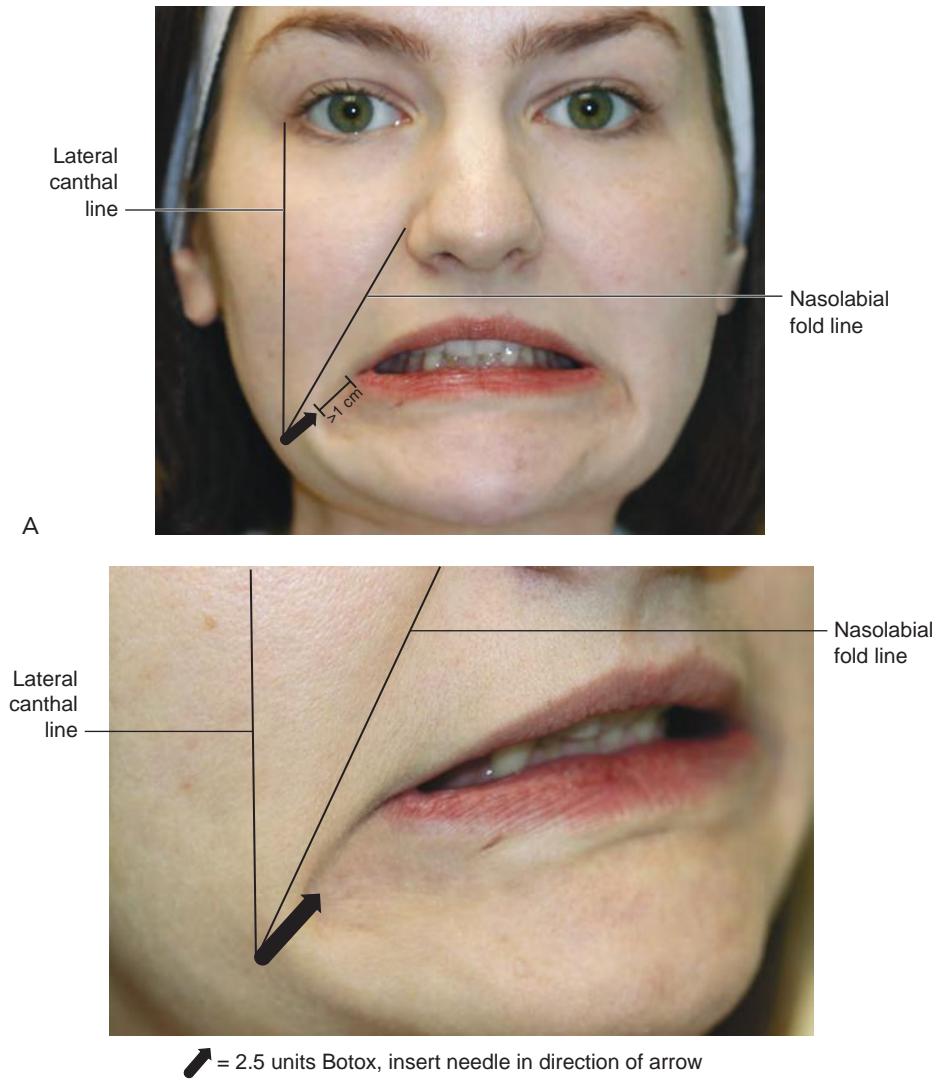 Lateral
canthal
line
Nasolabial
fold line
>1 cm
A
Nasolabial
fold line
Lateral
canthal
line
= 2.5 units Botox, insert needle in direction of arrow